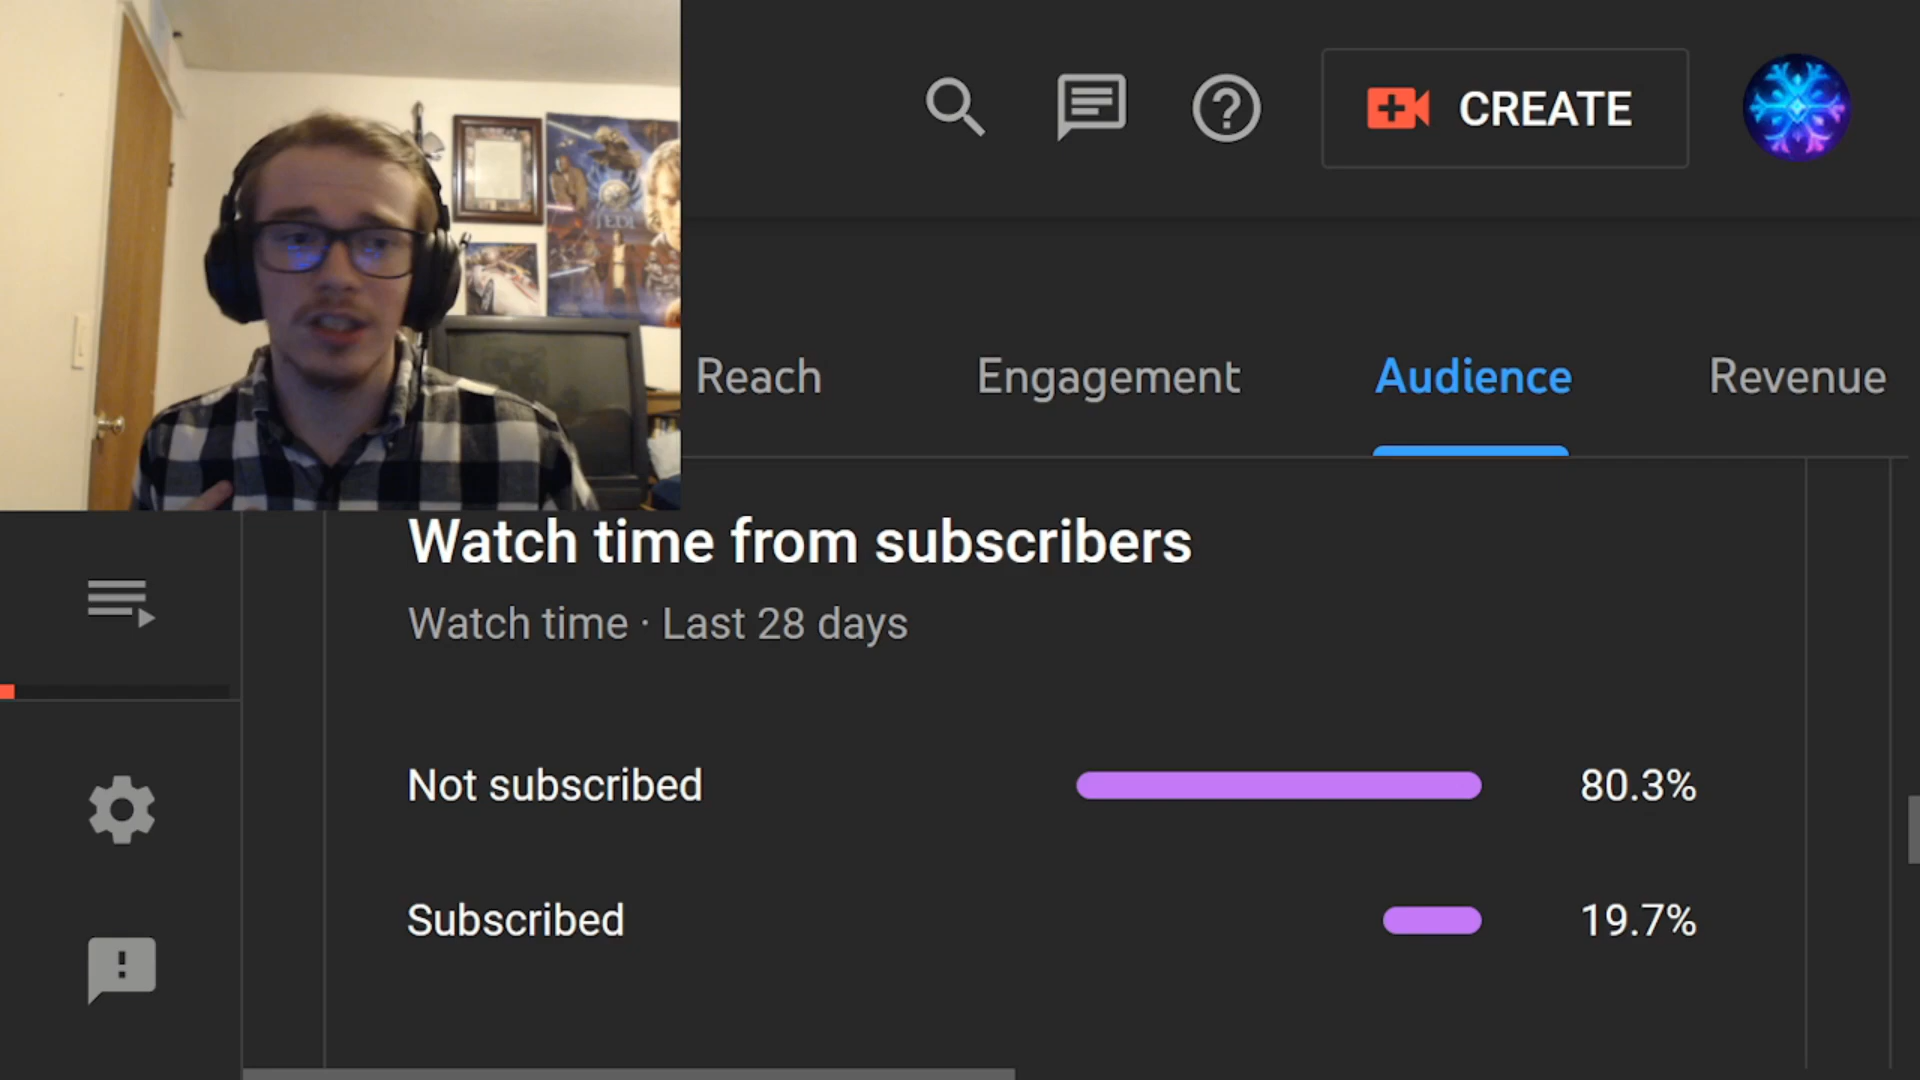 CREATE
JEDI
Reach Engagement Audience Revenue
Watch time from subscribers
Watch time · Last 28 days
Not subscribed 80.3%
Subscribed 19.7%